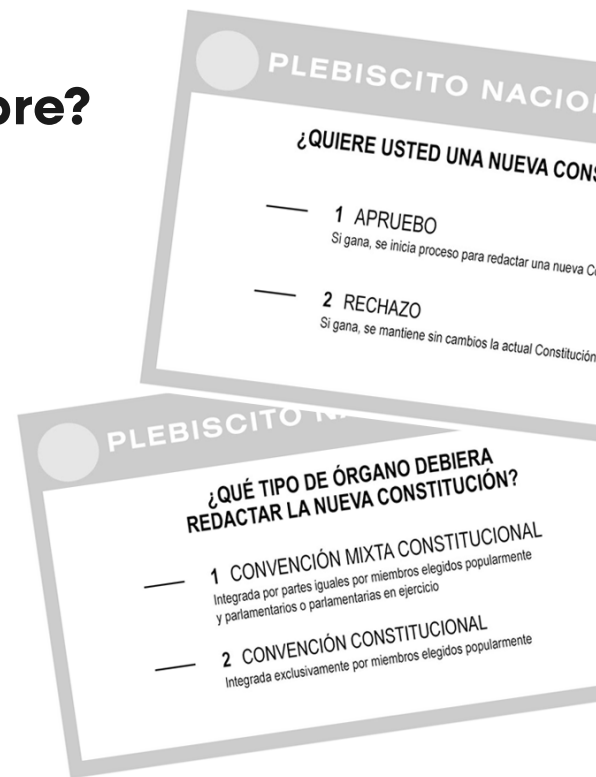 bre?
PLEBISCITO NACIO
¿QUIERE USTED UNA NUEVA CONS
1 APRUEBO
Si gana, se inicia proceso para redactar una nueva Co
2 RECHAZO
Si gana, se mantiene sin cambios la actual Constitución
PLEBISCITO N
¿QUÉ TIPO DE ÓRGANO DEBIERA
REDACTAR LA NUEVA CONSTITUCIÓN?
1 CONVENCIÓN MIXTA CONSTITUCIONAL
Integrada por partes iguales por miembros elegidos popularmente
y parlamentarios o parlamentarias en ejercicio
2 CONVENCIÓN CONSTITUCIONAL
Integrada exclusivamente por miembros elegidos popularmente